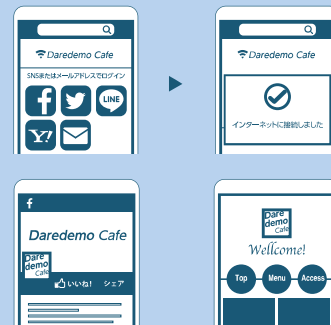 Daredemo Cafe
SNSまたはメールアドレスでログイン
f
LINE
Y!
Daredemo Cafe
インターネットに接続しました
f
Daredemo Cafe
Dare
demo
Cafe
いいね! シェア
Dare
demo
Cafe
Wellcome!
Top Menu Access